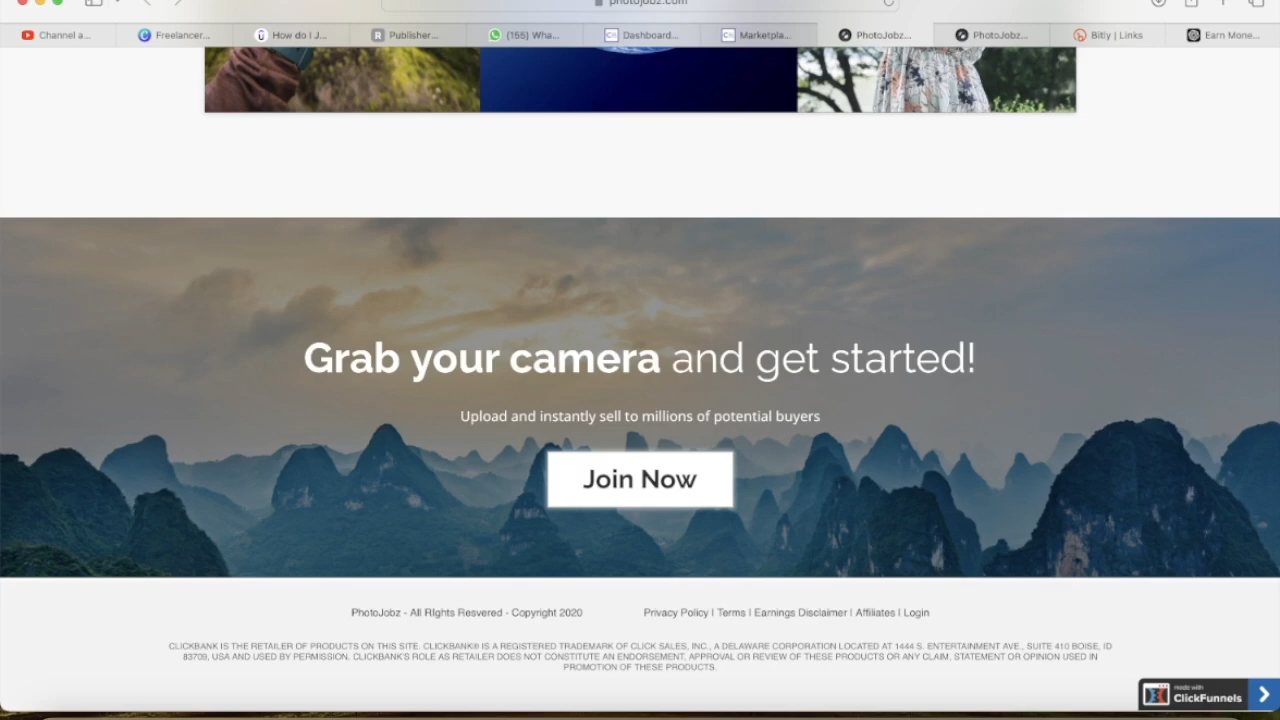 photojobz.com
Channel a...
Freelancer...
How do I J...
Publisher...
(155) Wha...
Dashboard...
Marketpla...
PhotoJobz...
PhotoJobz...
Bitly | Links
Earn Mone...
Grab your camera and get started!
Upload and instantly sell to millions of potential buyers
Join Now
PhotoJobz - All RIghts Resvered - Copyright 2020
Privacy Policy | Terms | Earnings Disclaimer | Affiliates | Login
CLICKBANK IS THE RETAILER OF PRODUCTS ON THIS SITE. CLICKBANK® IS A REGISTERED TRADEMARK OF CLICK SALES, INC., A DELAWARE CORPORATION LOCATED AT 1444 S. ENTERTAINMENT AVE., SUITE 410 BOISE, ID
83709, USA AND USED BY PERMISSION. CLICKBANK'S ROLE AS RETAILER DOES NOT CONSTITUTE AN ENDORSEMENT, APPROVAL OR REVIEW OF THESE PRODUCTS OR ANY CLAIM, STATEMENT OR OPINION USED IN
PROMOTION OF THESE PRODUCTS.
made with
ClickFunnels